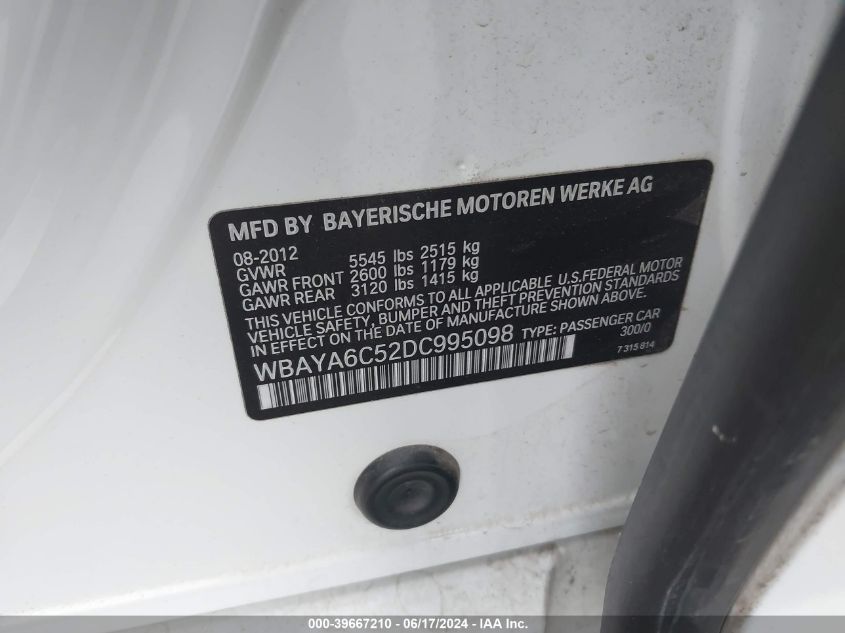 MFD BY BAYERISCHE MOTOREN WERKE AG
08-2012
GVWR 5545 lbs 2515 kg
GAWR FRONT 2600 lbs 1179 kg
GAWR REAR 3120 lbs 1415 kg
THIS VEHICLE CONFORMS TO ALL APPLICABLE U.S.FEDERAL MOTOR
VEHICLE SAFETY, BUMPER AND THEFT PREVENTION STANDARDS
IN EFFECT ON THE DATE OF MANUFACTURE SHOWN ABOVE.
WBAYA6C52DC995098 TYPE: PASSENGER CAR
300/0
7315814
000-39667210 - 06/17/2024 - IAA Inc.